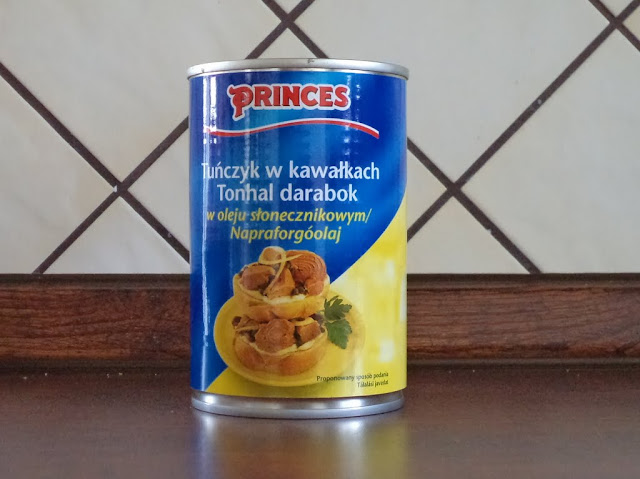 PRINCES
Tuńczyk w kawałkach
Tonhal darabok
w oleju słonecznikowym/
Napraforgóolaj
Proponowany sposób podania
Tálalási javaslat